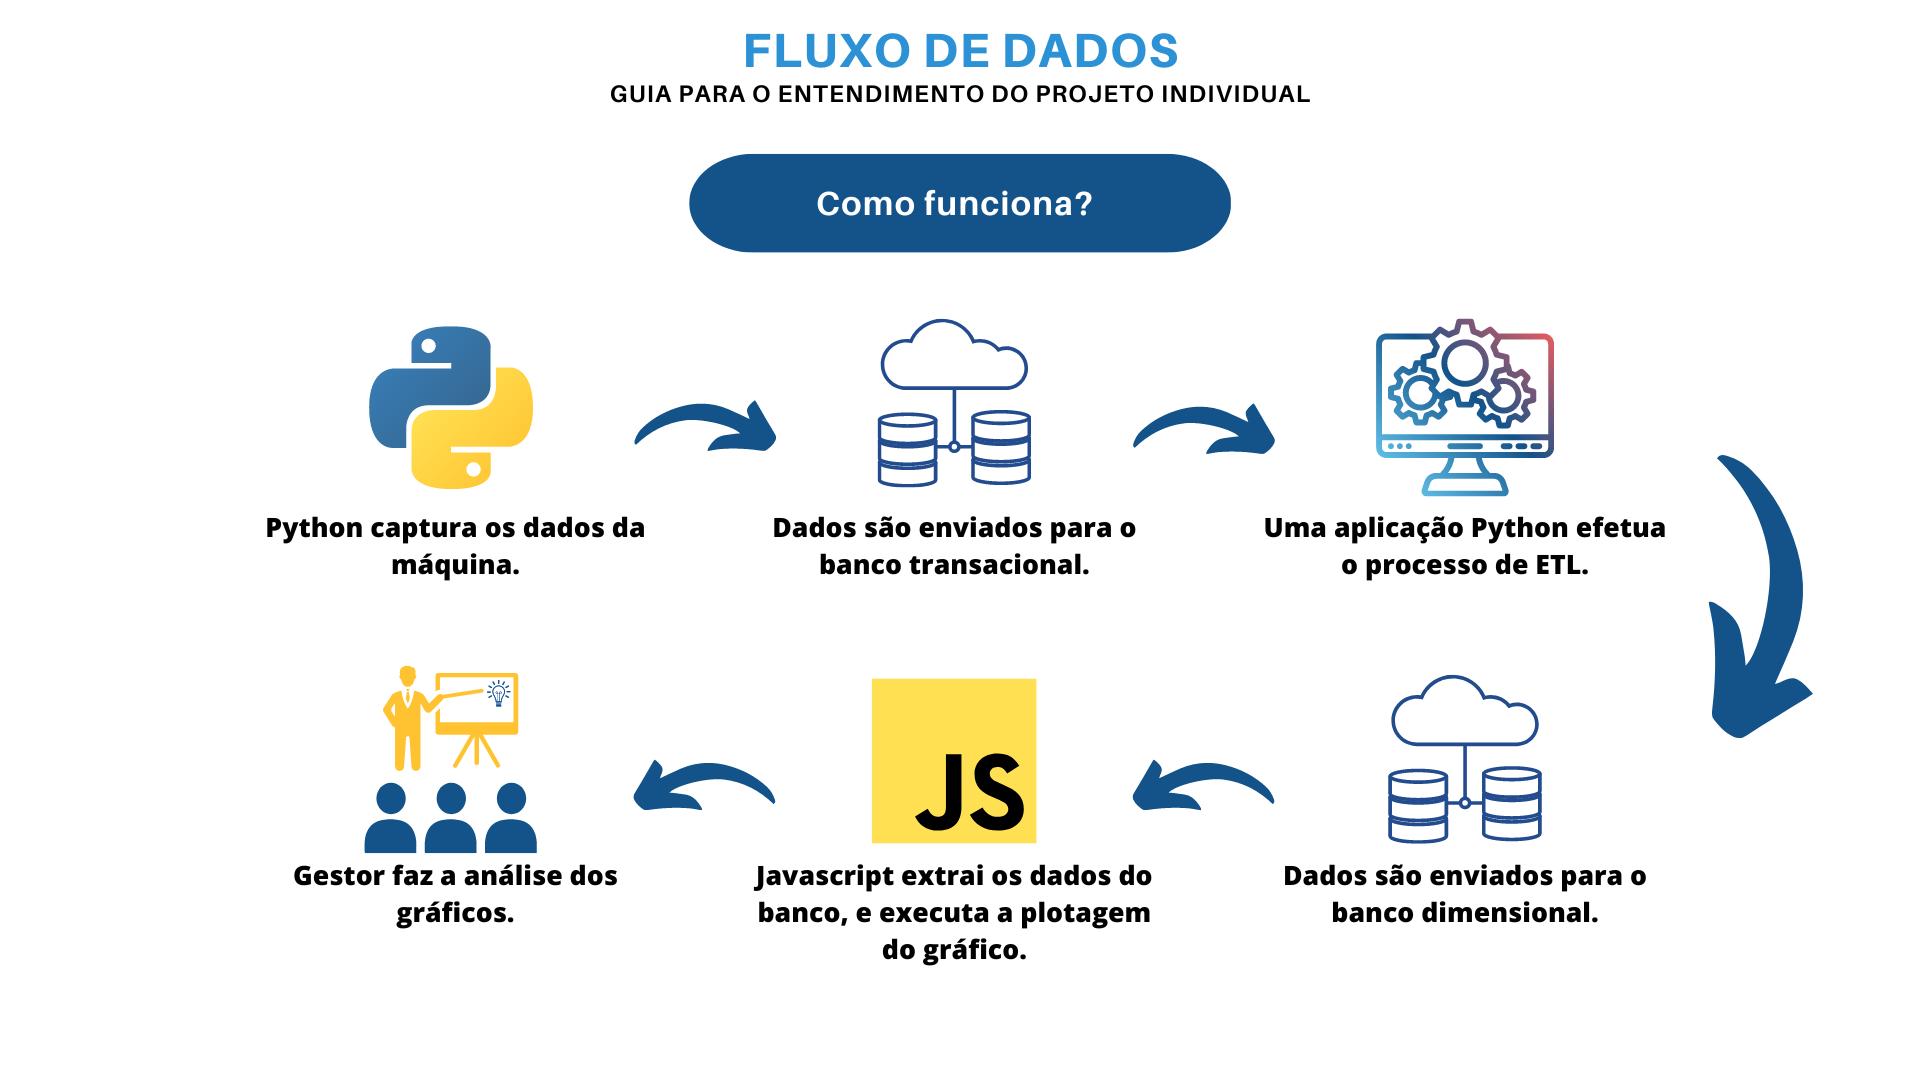 FLUXO DE DADOS
GUIA PARA O ENTENDIMENTO DO PROJETO INDIVIDUAL
Como funciona?
Python captura os dados da
máquina.
Dados são enviados para o
banco transacional.
Uma aplicação Python efetua
o processo de ETL.
Dados são enviados para o
banco dimensional.
JS
Javascript extrai os dados do
banco, e executa a plotagem
do gráfico.
Gestor faz a análise dos
gráficos.